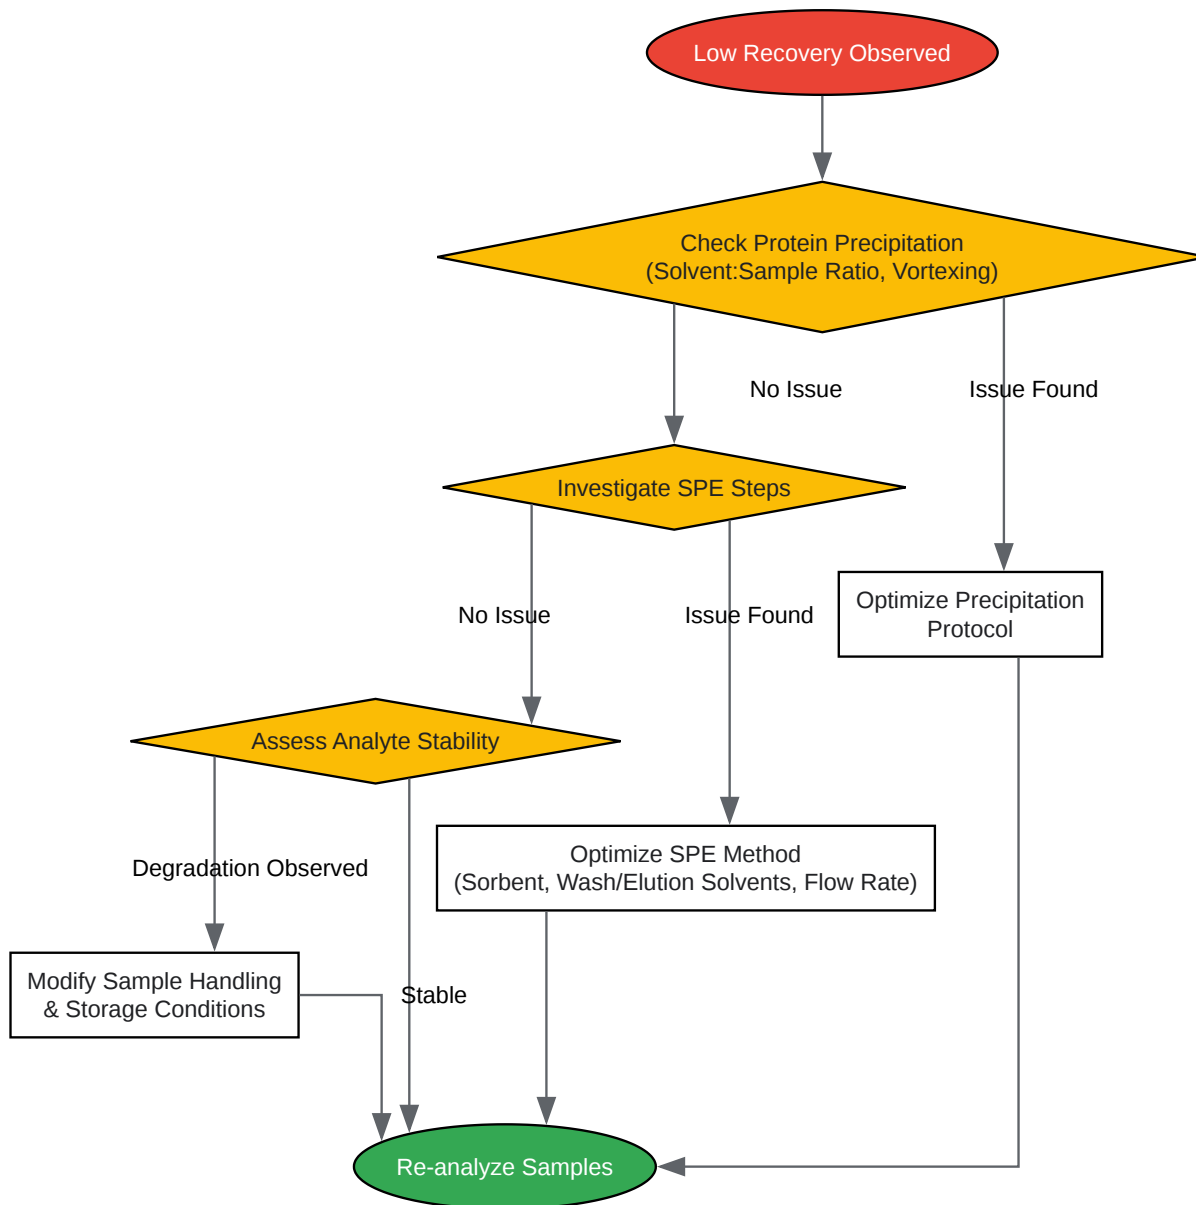 Low Recovery Observed
Check Protein Precipitation
(Solvent:Sample Ratio, Vortexing)
No Issue
Issue Found
Investigate SPE Steps
Optimize Precipitation
Protocol
No Issue
Issue Found
Assess Analyte Stability
Optimize SPE Method
(Sorbent, Wash/Elution Solvents, Flow Rate)
Degradation Observed
Modify Sample Handling
& Storage Conditions
Stable
Re-analyze Samples